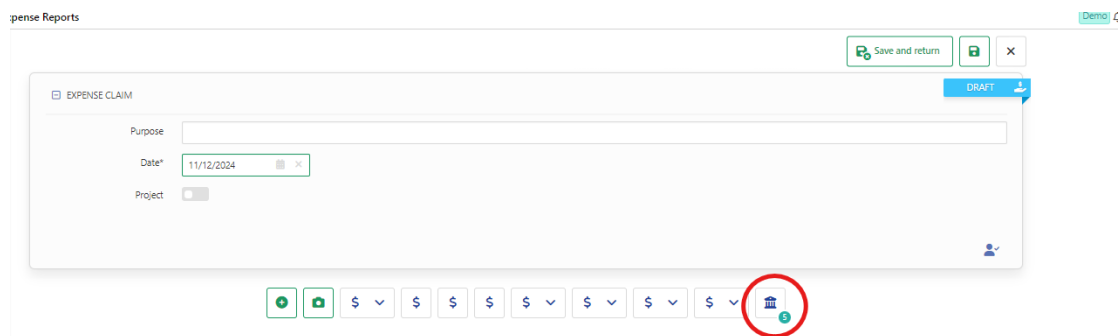 xpense Reports
Demo
Save and return
DRAFT
EXPENSE CLAIM
Purpose
Date*
11/12/2024
Project
$ $ $ $ $ $ $ $
5